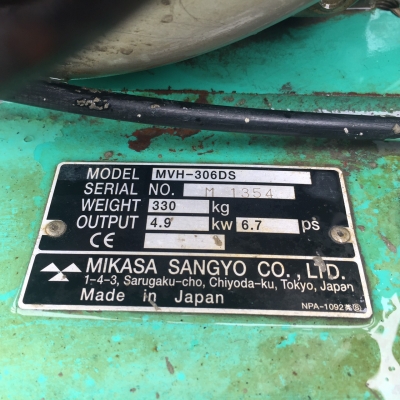 MODEL MVH-306DS
SERIAL NO. M 1354
WEIGHT 330 kg
OUTPUT 4.9 kw 6.7 ps
CE
MIKASA SANGYO CO., LTD.
1-4-3, Sarugaku-cho, Chiyoda-ku, Tokyo, Japan
Made in Japan
NPA-1092